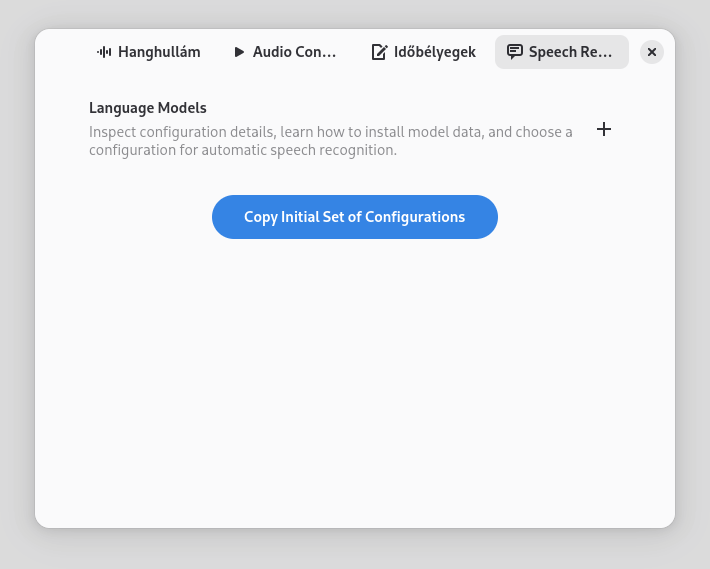 Hanghullám Audio Con… Időbélyegek Speech Re…
Language Models
Inspect configuration details, learn how to install model data, and choose a
configuration for automatic speech recognition.
Copy Initial Set of Configurations